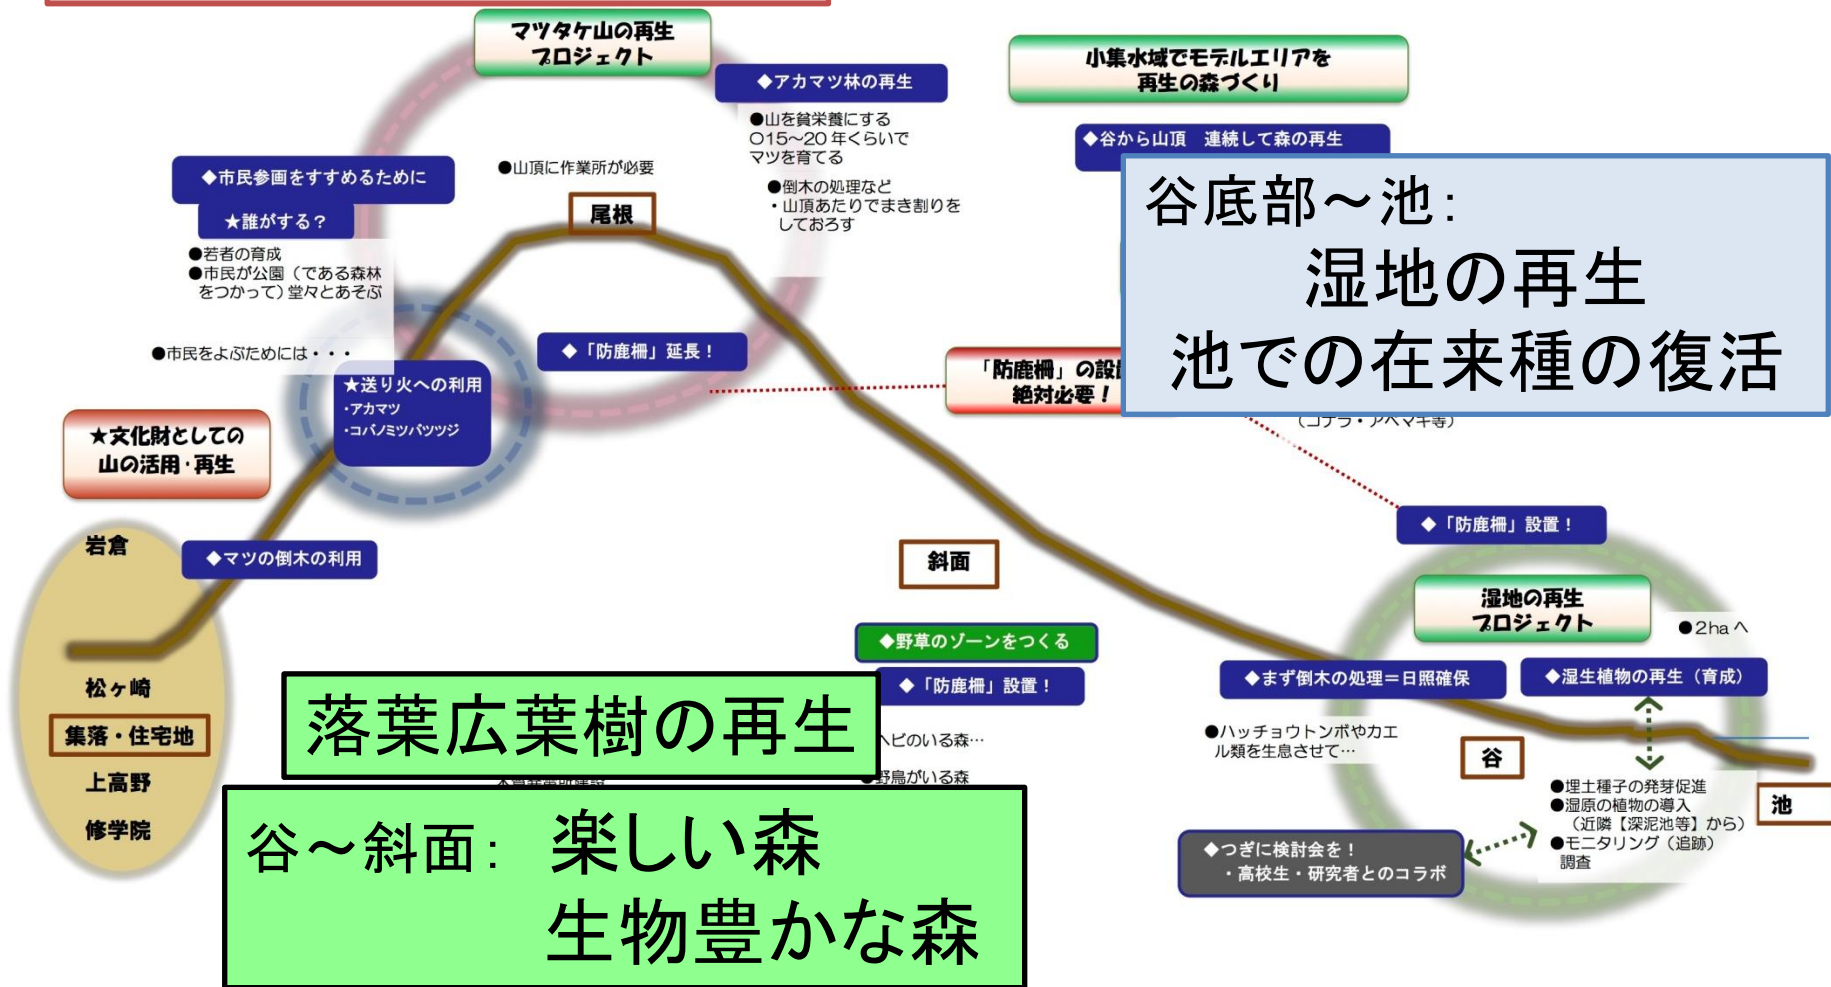 マツタケ山の再生
プロジェクト
小集水域でモデルエリアを
再生の森づくり
◆アカマツ林の再生
●山を貧栄養にする
○15～20年くらいで
マツを育てる
●倒木の処理など
・山頂あたりでまき割りを
しておろす
◆谷から山頂　連続して森の再生
◆市民参画をすすめるために
★誰がする？
●若者の育成
●市民が公園（である森林
をつかって）堂々とあそぶ
●市民をよぶためには・・・
●山頂に作業所が必要
尾根
谷底部～池：
湿地の再生
池での在来種の復活
◆「防鹿柵」延長！
「防鹿柵」の設
絶対必要！
（コナラ・アベマキ等）
★送り火への利用
・アカマツ
・コバノミツバツツジ
★文化財としての
山の活用・再生
◆「防鹿柵」設置！
岩倉
◆マツの倒木の利用
斜面
湿地の再生
プロジェクト
●2haへ
◆野草のゾーンをつくる
◆「防鹿柵」設置！
◆まず倒木の処理＝日照確保
◆湿生植物の再生（育成）
松ヶ崎
集落・住宅地
上高野
修学院
落葉広葉樹の再生
ヘビのいる森…
●野鳥がいる森
●ハッチョウトンボやカエ
ル類を生息させて…
谷
池
●埋土種子の発芽促進
●湿原の植物の導入
（近隣【深泥池等】から）
●モニタリング（追跡）
調査
谷～斜面：　楽しい森
生物豊かな森
◆つぎに検討会を！
・高校生・研究者とのコラボ